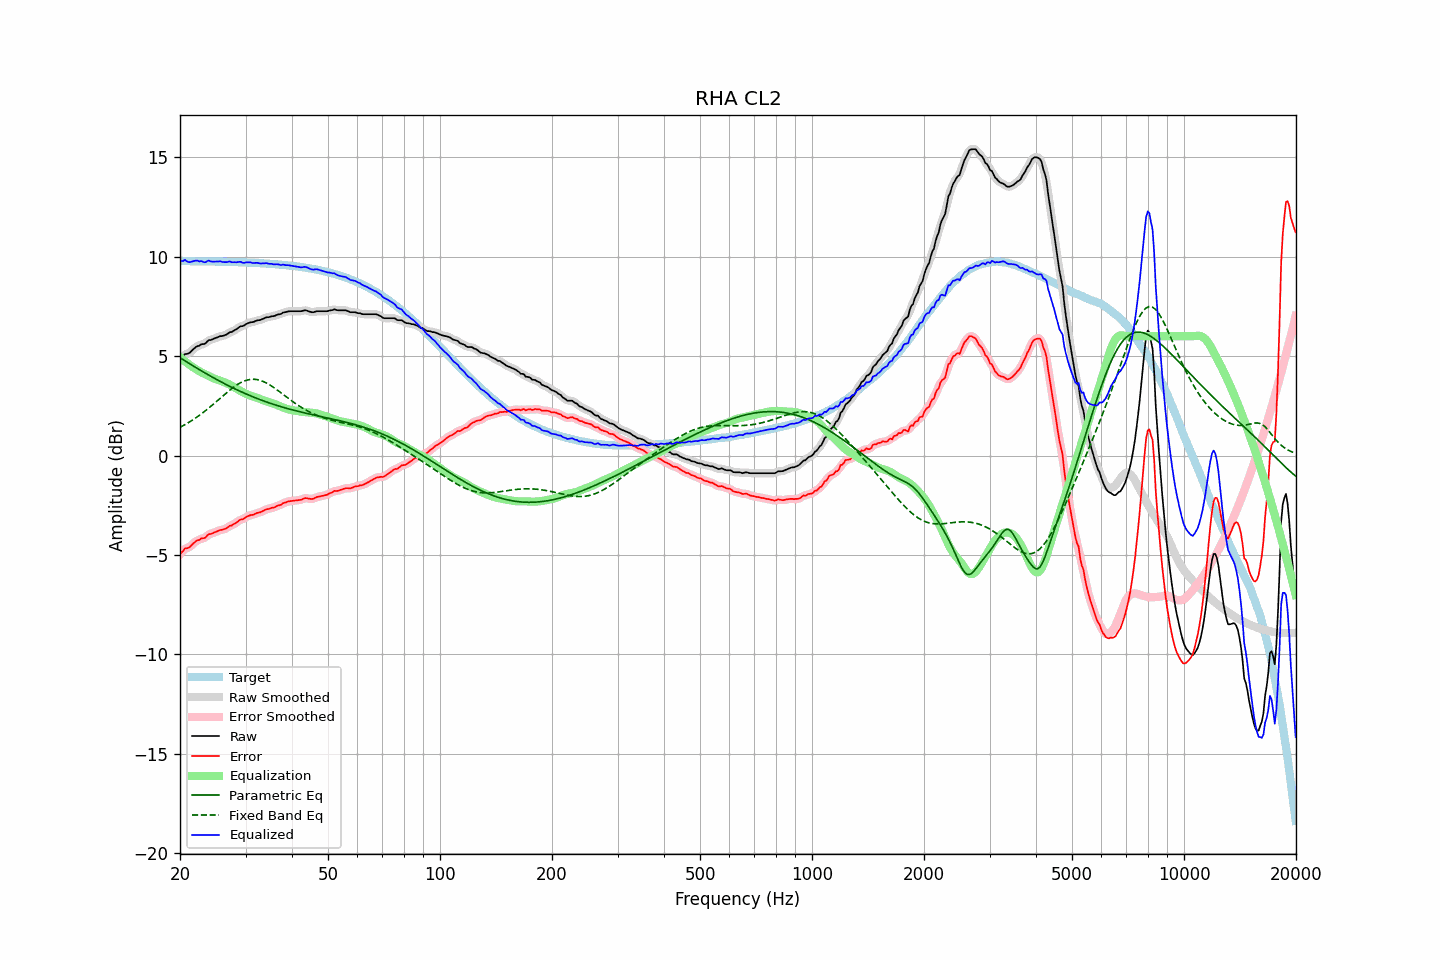 RHA CL2
Amplitude (dBr)
15
10
5
0
−5
−10
−15
−20
Target
Raw Smoothed
Error Smoothed
Raw
Error
Equalization
Parametric Eq
Fixed Band Eq
Equalized
20
50
100
200
500
1000
2000
5000
10000
20000
Frequency (Hz)